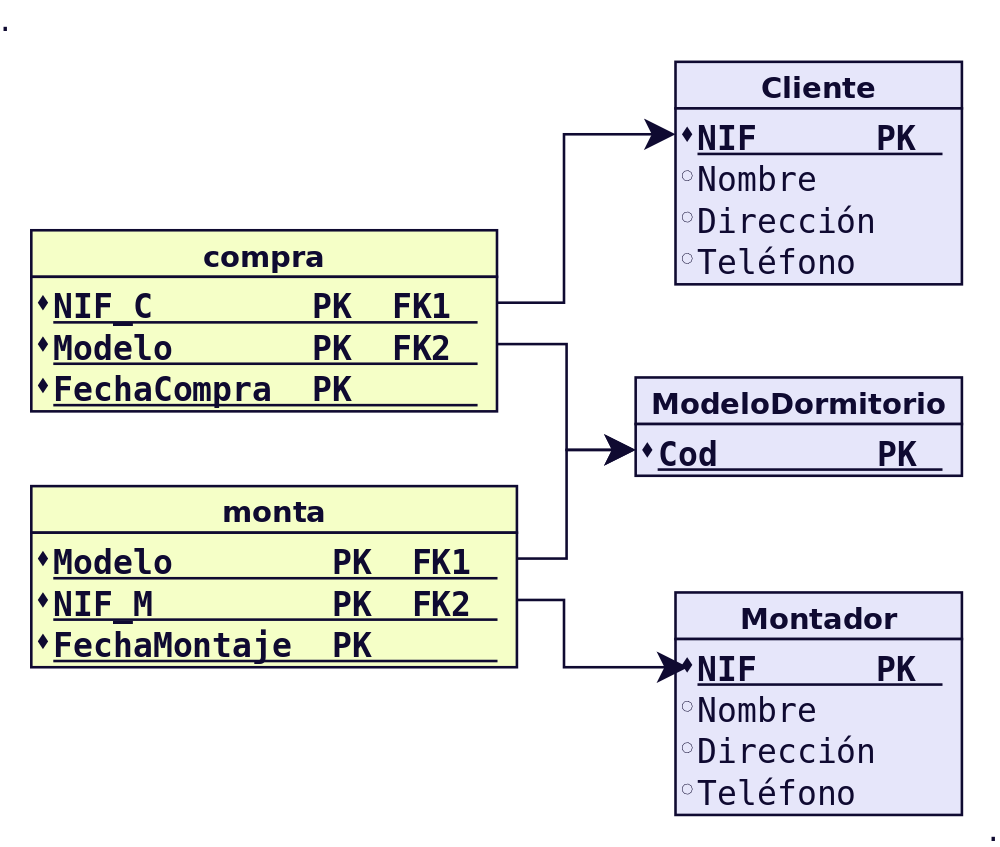 .
Cliente
NIF PK
Nombre
Dirección
Teléfono
compra
NIF_C PK FK1
Modelo PK FK2
FechaCompra PK
ModeloDormitorio
Cod PK
monta
Modelo PK FK1
NIF_M PK FK2
FechaMontaje PK
Montador
NIF PK
Nombre
Dirección
Teléfono
.